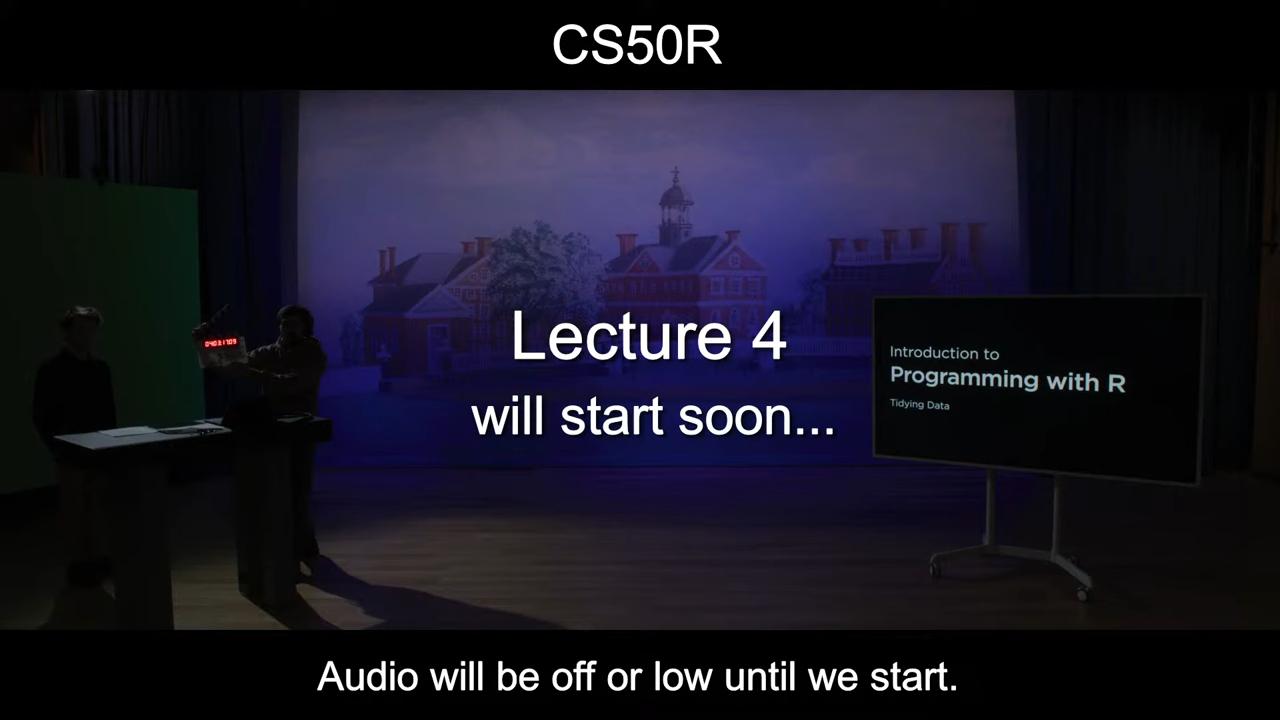 CS50R
Lecture 4
will start soon...
Introduction to
Programming with R
Tidying Data
Audio will be off or low until we start.